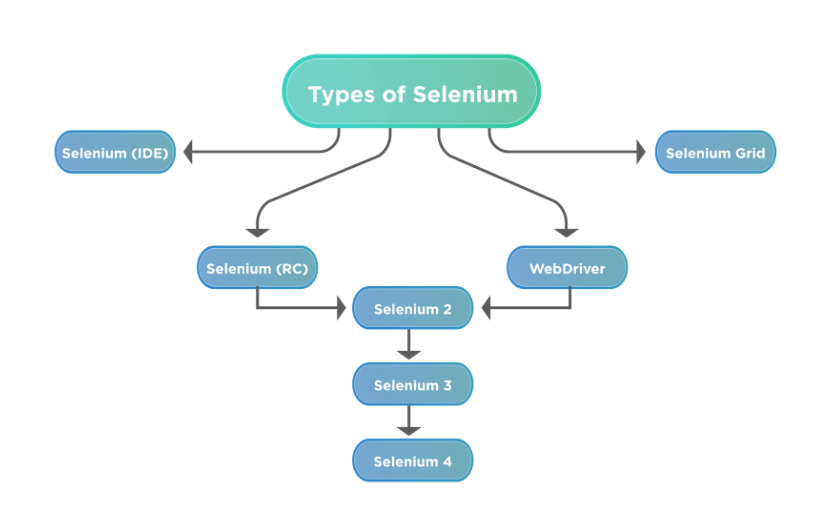 Types of Selenium
Selenium (IDE)
Selenium Grid
Selenium (RC)
WebDriver
Selenium 2
Selenium 3
Selenium 4